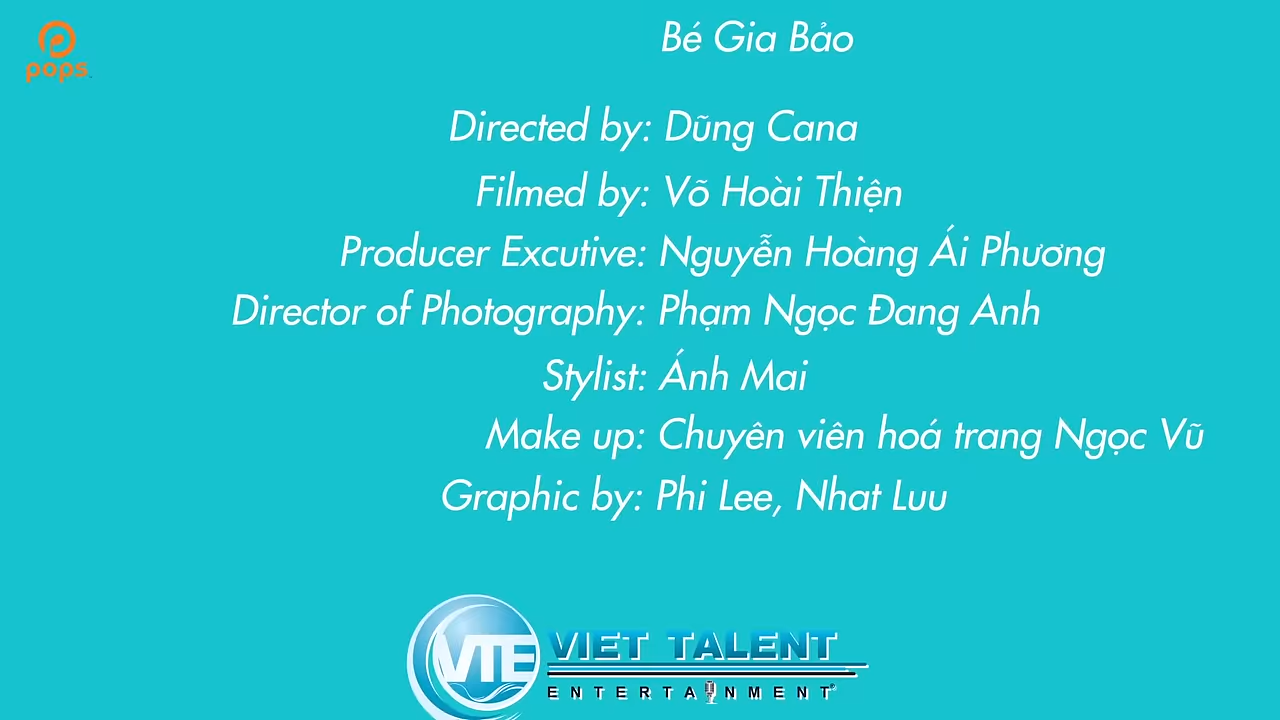 Bé Gia Bảo
pops
Directed by: Dũng Cana
Filmed by: Võ Hoài Thiện
Producer Excutive: Nguyễn Hoàng Ái Phương
Director of Photography: Phạm Ngọc Đang Anh
Stylist: Ánh Mai
Make up: Chuyên viên hoá trang Ngọc Vũ
Graphic by: Phi Lee, Nhat Luu
VTE VIET TALENT
ENTERTAINMENT